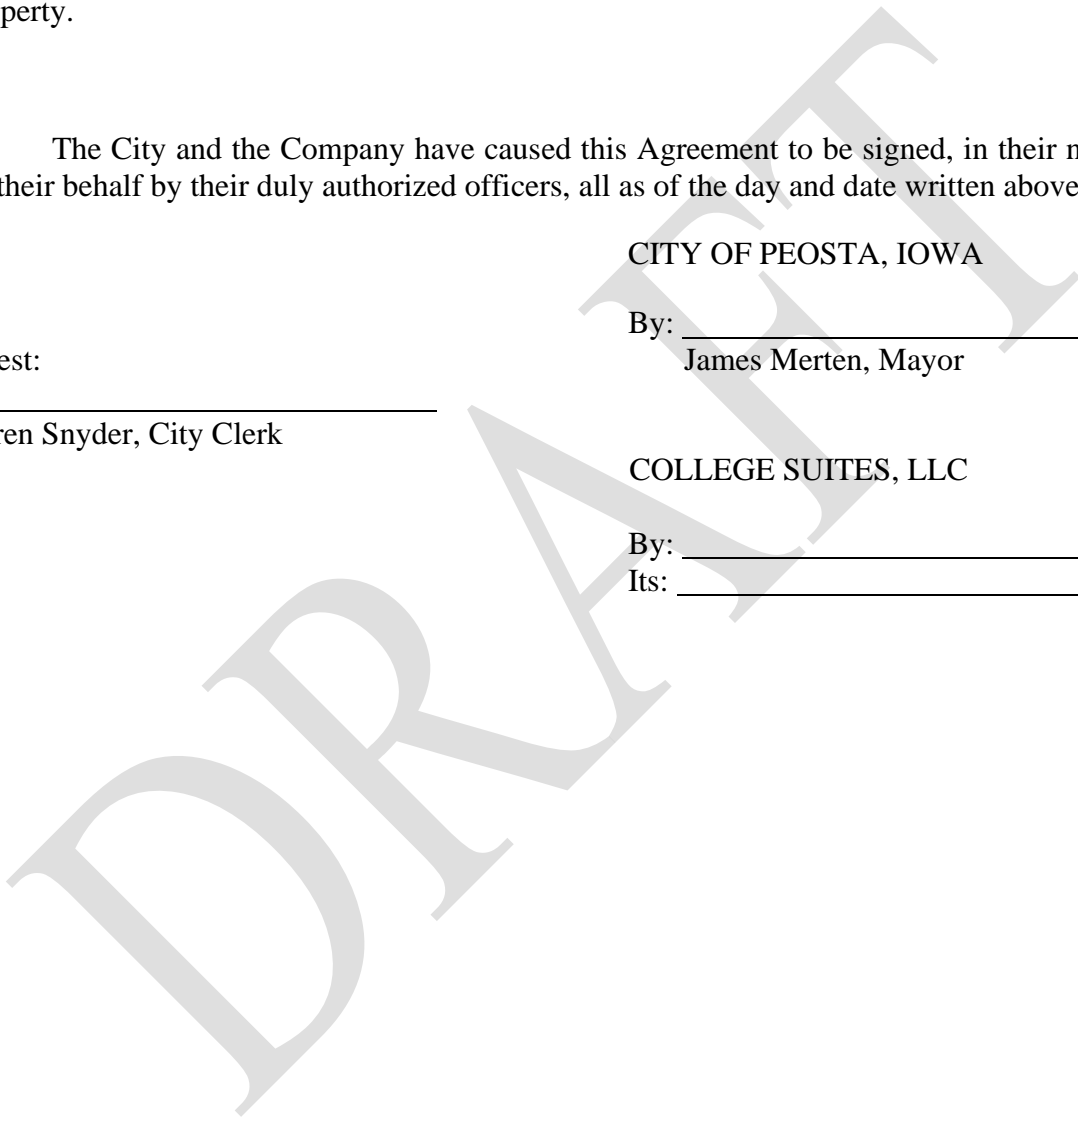 perty.
The City and the Company have caused this Agreement to be signed, in their
their behalf by their duly authorized officers, all as of the day and date written above
CITY OF PEOSTA, IOWA
By:
est:
James Merten, Mayor
ren Snyder, City Clerk
COLLEGE SUITES, LLC
By:
Its:
DRAFT